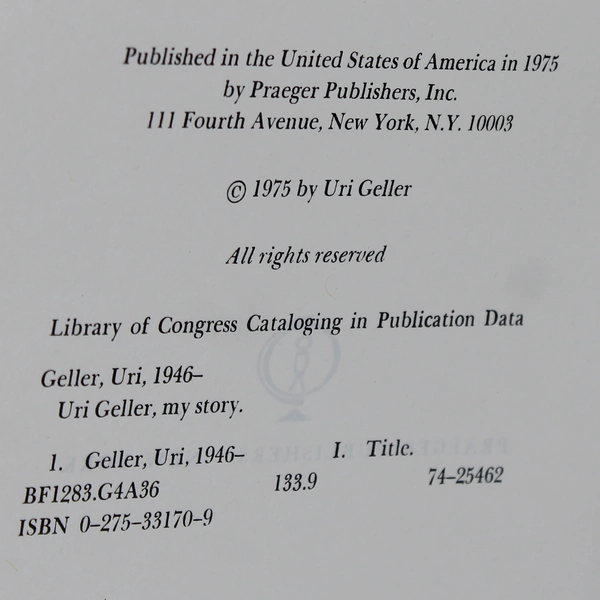 Published in the United States of America in 1975
by Praeger Publishers, Inc.
111 Fourth Avenue, New York, N.Y. 10003
© 1975 by Uri Geller
All rights reserved
Library of Congress Cataloging in Publication Data
Geller, Uri, 1946–
Uri Geller, my story.
1. Geller, Uri, 1946– I. Title.
BF1283.G4A36 133.9 74–25462
ISBN 0–275–33170–9